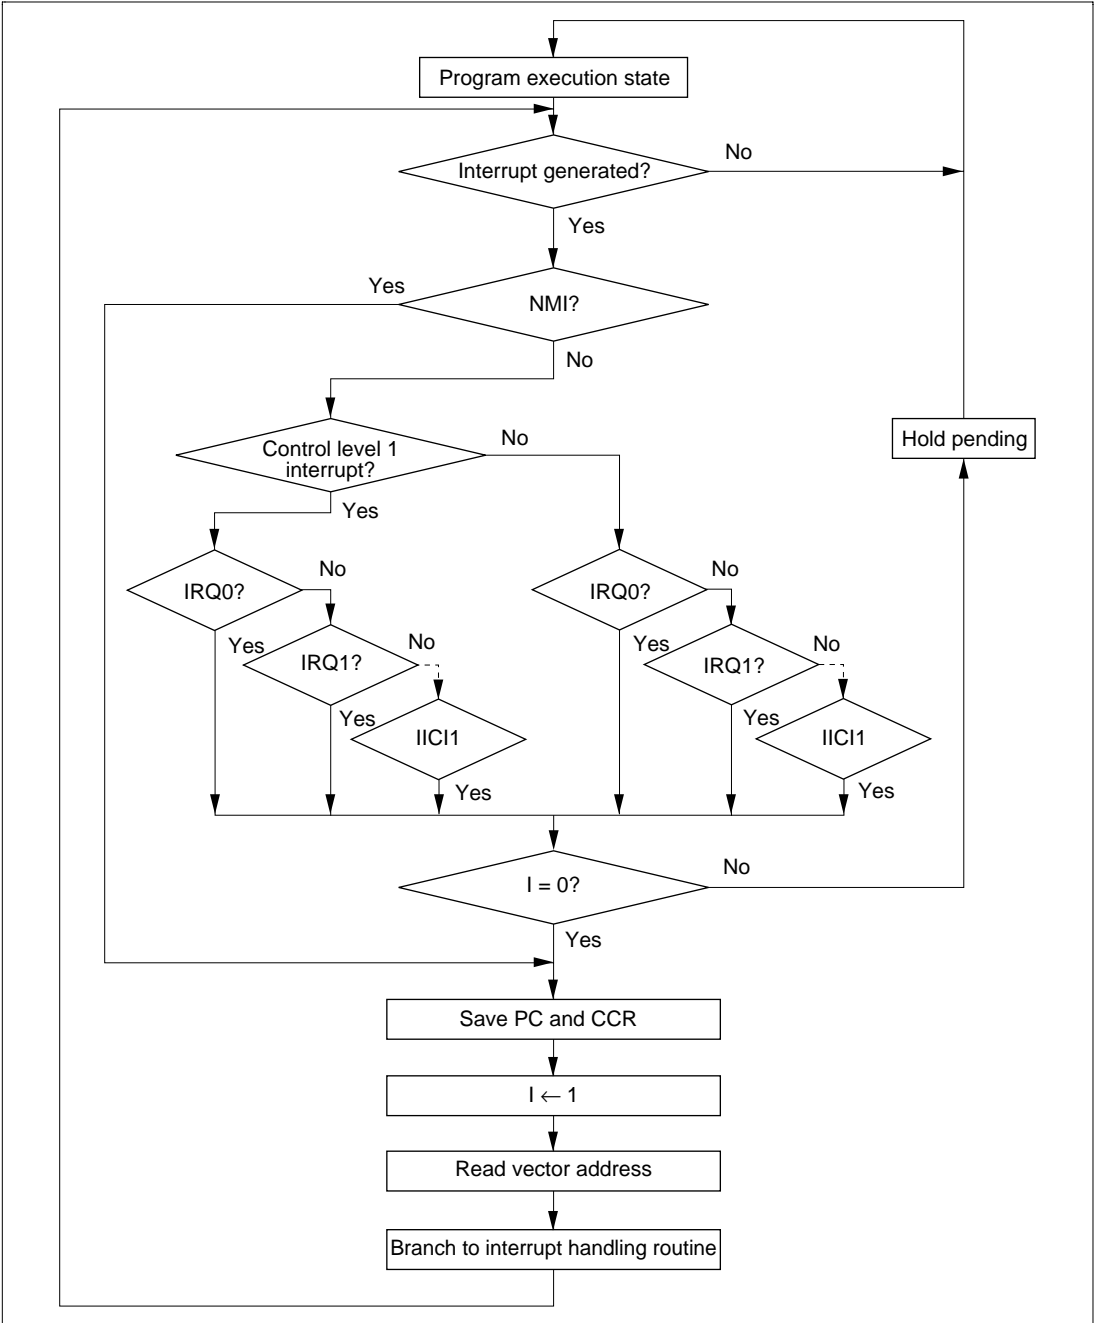 Program execution state
Interrupt generated?
No
Yes
Yes
NMI?
No
Control level 1
interrupt?
No
Hold pending
Yes
IRQ0?
No
IRQ0?
No
Yes
IRQ1?
No
Yes
IRQ1?
No
Yes
IICI1
Yes
IICI1
Yes
Yes
I = 0?
No
Yes
Save PC and CCR
I ← 1
Read vector address
Branch to interrupt handling routine